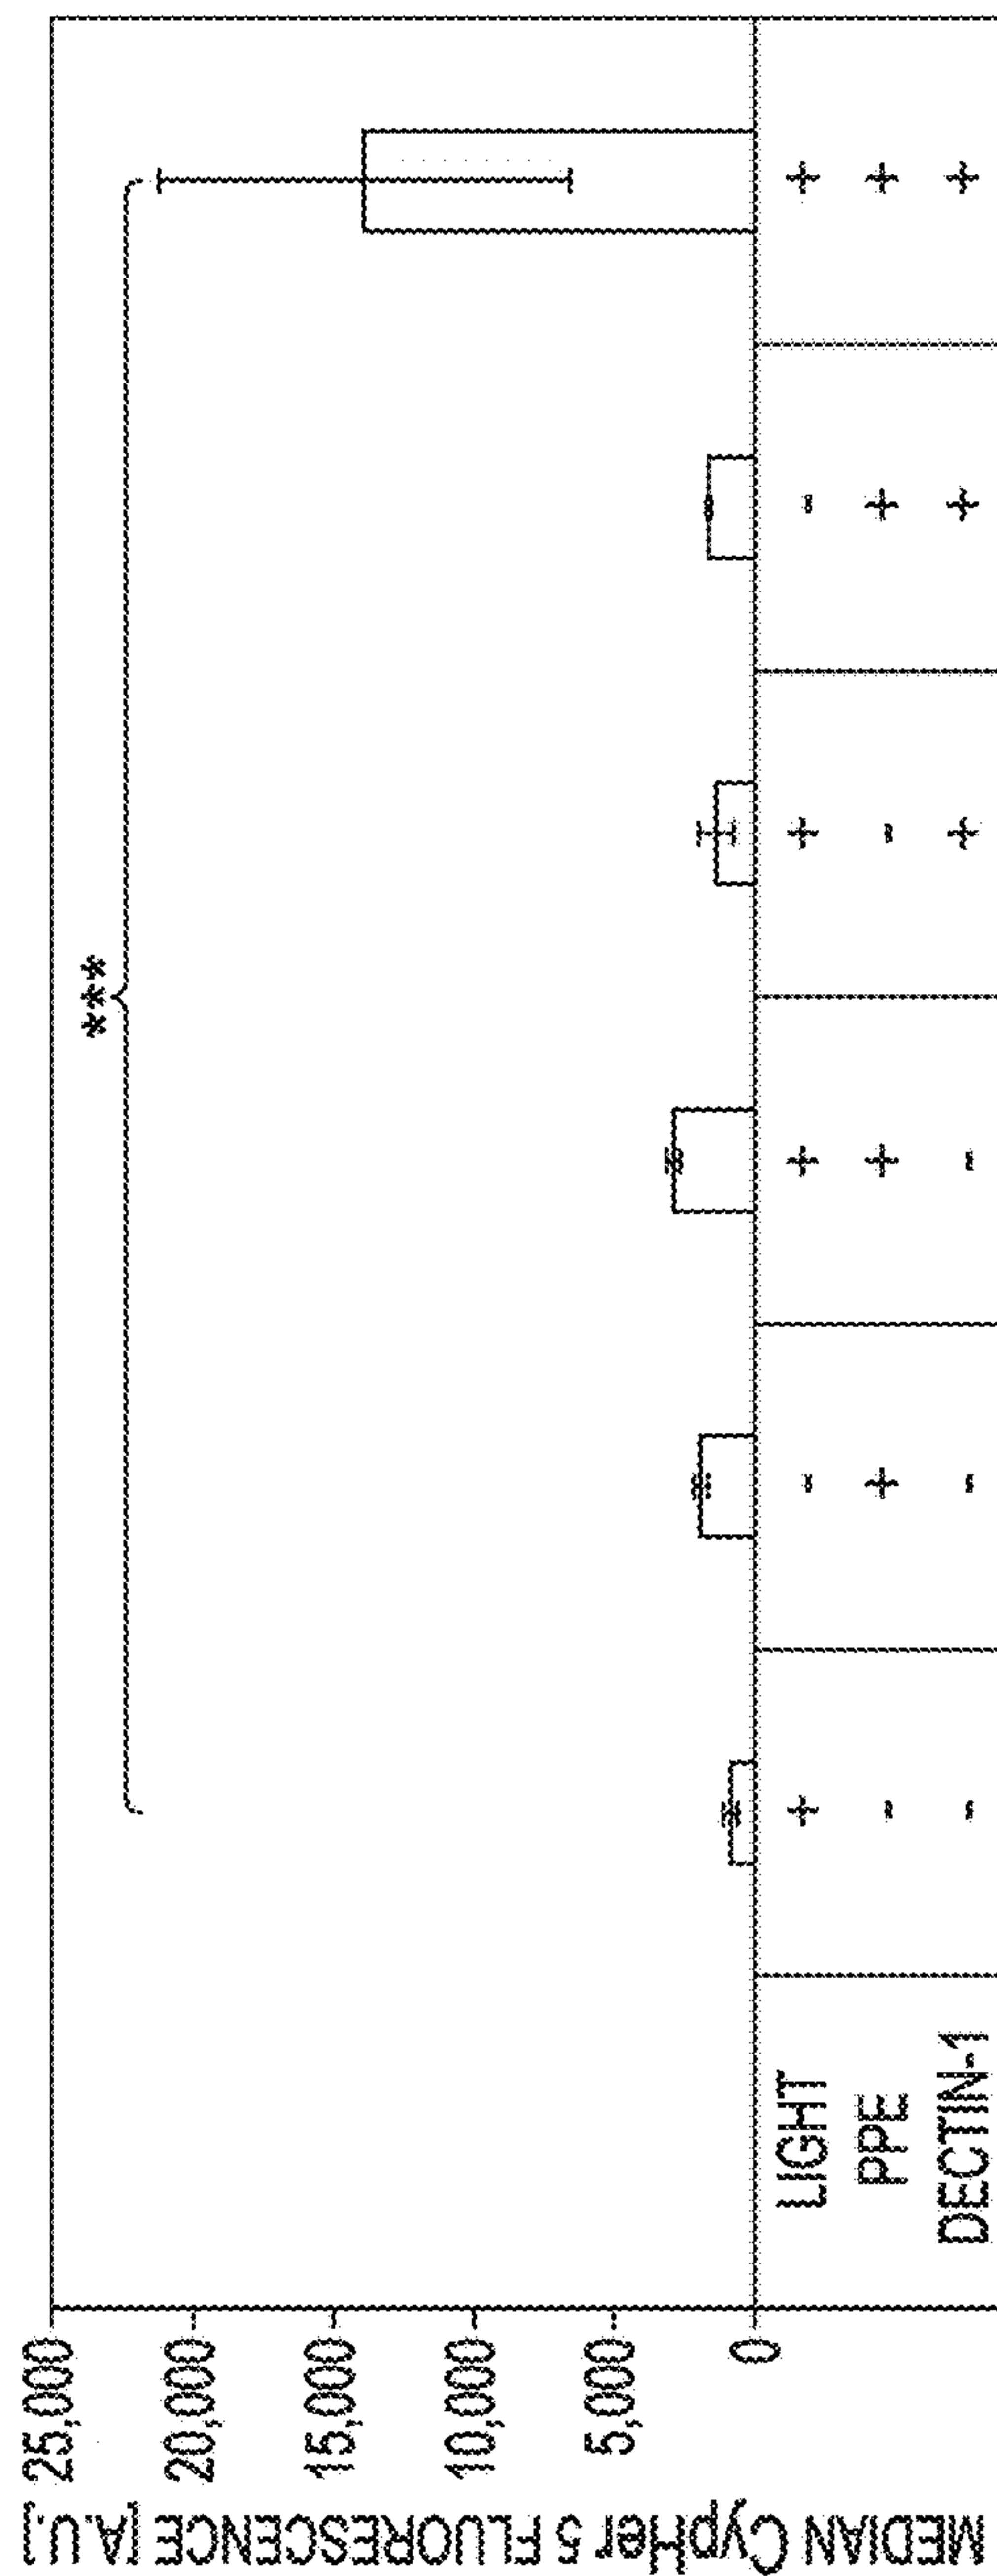 MEDIAN CypHer 5 FLUORESCENCE [A.U.]
25,000
20,000
15,000
10,000
5,000
0
***
LIGHT + - + + - +
PPE - + + - + +
DECTIN-1 - - - + + +